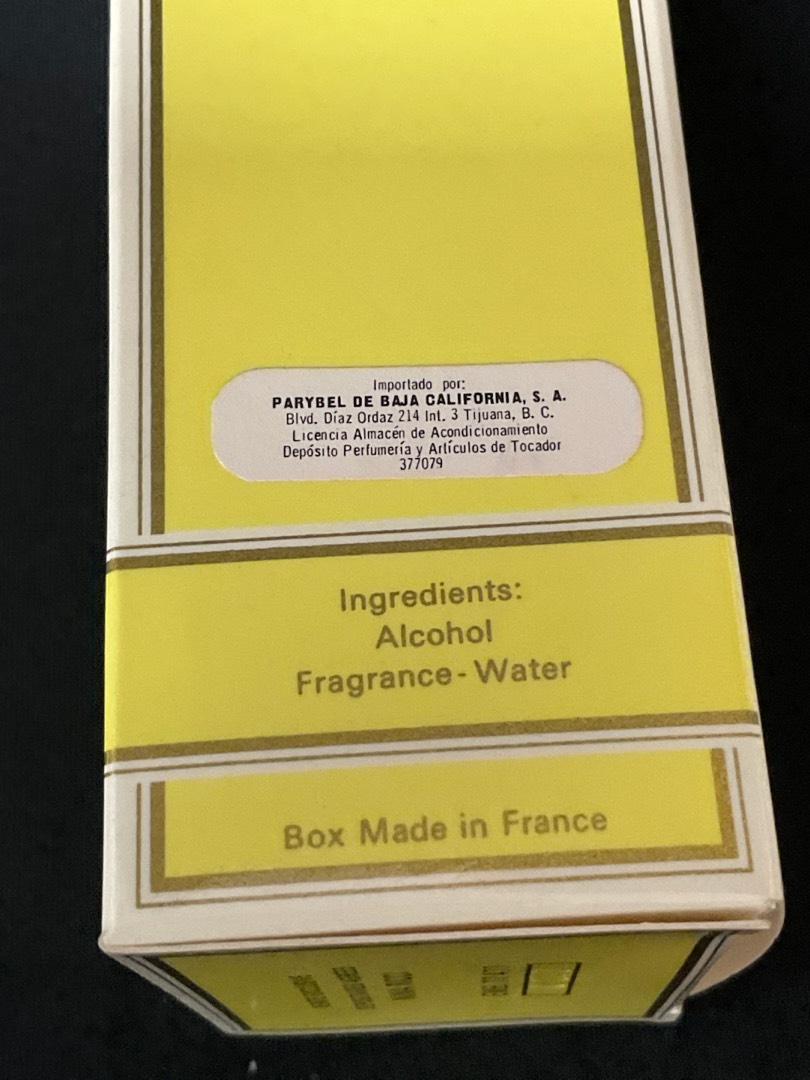 Importado por:
PARYBEL DE BAJA CALIFORNIA, S. A.
Blvd. Díaz Ordaz 214 Int. 3 Tijuana, B. C.
Licencia Almacén de Acondicionamiento
Depósito Perfumería y Artículos de Tocador
377079
Ingredients:
Alcohol
Fragrance - Water
Box Made in France